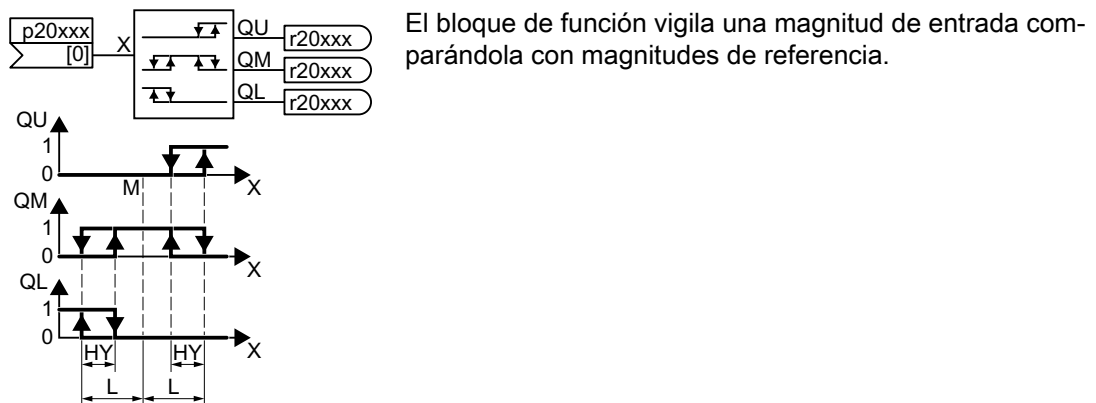 p20xxx
[0]
X
QU
r20xxx
QM
r20xxx
QL
r20xxx
El bloque de función vigila una magnitud de entrada com-
parándola con magnitudes de referencia.
QU
1
0
M
X
QM
1
0
X
QL
1
0
X
HY
HY
L
L